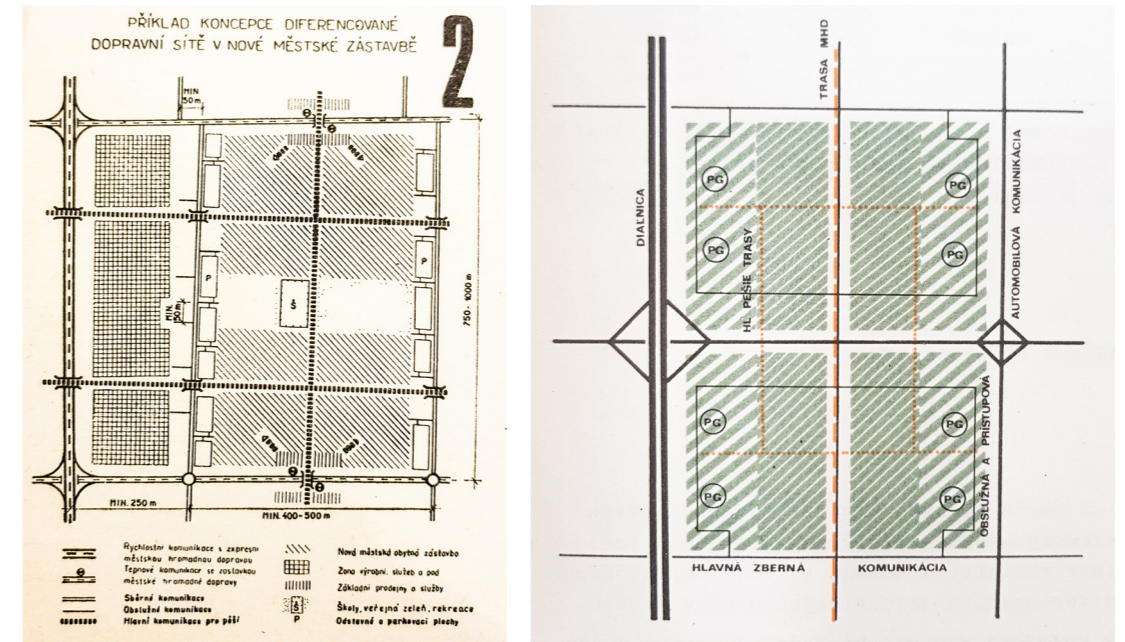 PŘÍKLAD KONCEPCE DIFERENCOVANÉ
DOPRAVNÍ SÍTĚ V NOVÉ MĚSTSKÉ ZÁSTAVBĚ
2
MIN
50 m
P
Š
MIN.
50 m
750 - 1000 m
MIN. 250 m
MIN. 400-500 m
Rychlostní komunikace s expresní
městskou hromadnou dopravou
Tepnové komunikace se zastávkou
městské hromadné dopravy
Sběrné komunikace
Obslužné komunikace
Hlavní komunikace pro pěší
Nová městská obytná zástavba
Zona výrobní, služeb a pod
Základní prodejny a služby
Š
Školy, veřejná zeleň, rekreace
P
Odstavné a parkovací plochy
TRASA MHD
DIAĽNICA
HL PEŠIE TRASY
AUTOMOBILOVÁ KOMUNIKÁCIA
OBSLUŽNÁ A PRÍSTUPOVÁ
PG
PG
PG
PG
PG
PG
PG
PG
HLAVNÁ ZBERNÁ KOMUNIKÁCIA